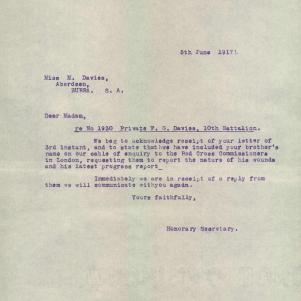 5th June 1917.
Miss M. Davies,
Aberdeen,
BURRA. S. A.
Dear Madam,
re No 1930 Private F. G. Davies, 10th Battalion.
We beg to acknowledge receipt of your letter of
3rd instant, and to state thatwe have included your brother's
name on our cable of enquiry to the Red Cross Commissioners
in London, requesting them to report the nature of his wounds
and his latest progress report.
Immediately we are in receipt of a reply from
them we will communicate withyou again.
Yours faithfully,
Honorary Secretary.